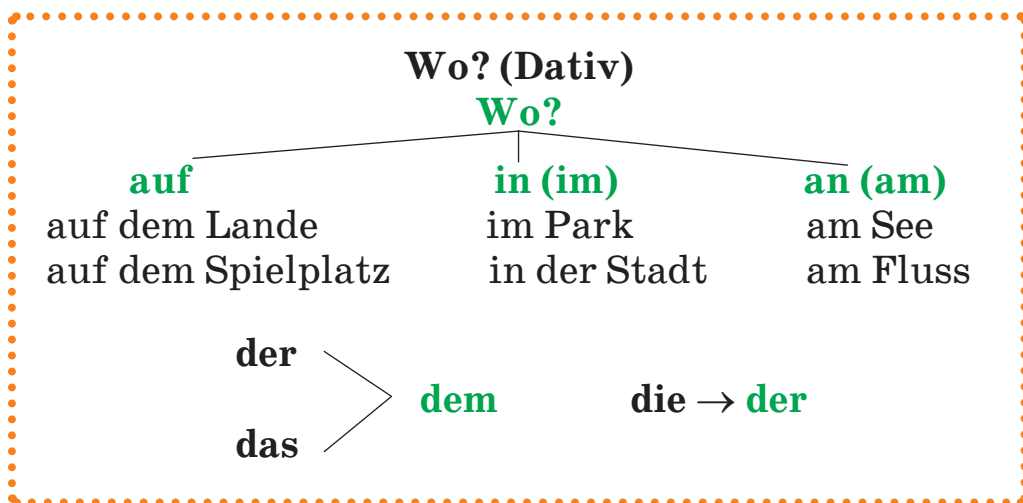 Wo? (Dativ)
Wo?
auf in (im) an (am)
auf dem Lande im Park am See
auf dem Spielplatz in der Stadt am Fluss
der
dem die → der
das